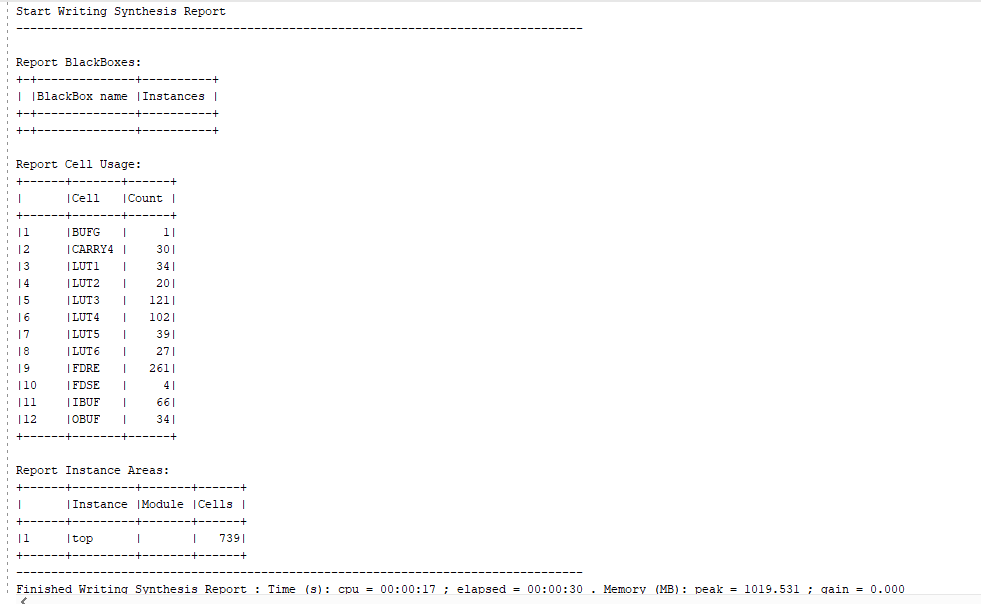 Start Writing Synthesis Report
---------------------------------------------------------------------------------

Report BlackBoxes:
+-+--------------+----------+
| |BlackBox name |Instances |
+-+--------------+----------+
+-+--------------+----------+

Report Cell Usage:
+------+-------+------+
|      |Cell   |Count |
+------+-------+------+
|1     |BUFG   |     1|
|2     |CARRY4 |    30|
|3     |LUT1   |    34|
|4     |LUT2   |    20|
|5     |LUT3   |   121|
|6     |LUT4   |   102|
|7     |LUT5   |    39|
|8     |LUT6   |    27|
|9     |FDRE   |   261|
|10    |FDSE   |     4|
|11    |IBUF   |    66|
|12    |OBUF   |    34|
+------+-------+------+

Report Instance Areas:
+------+---------+-------+------+
|      |Instance |Module |Cells |
+------+---------+-------+------+
|1     |top      |       |   739|
+------+---------+-------+------+
---------------------------------------------------------------------------------
Finished Writing Synthesis Report : Time (s): cpu = 00:00:17 ; elapsed = 00:00:30 . Memory (MB): peak = 1019.531 ; gain = 0.000